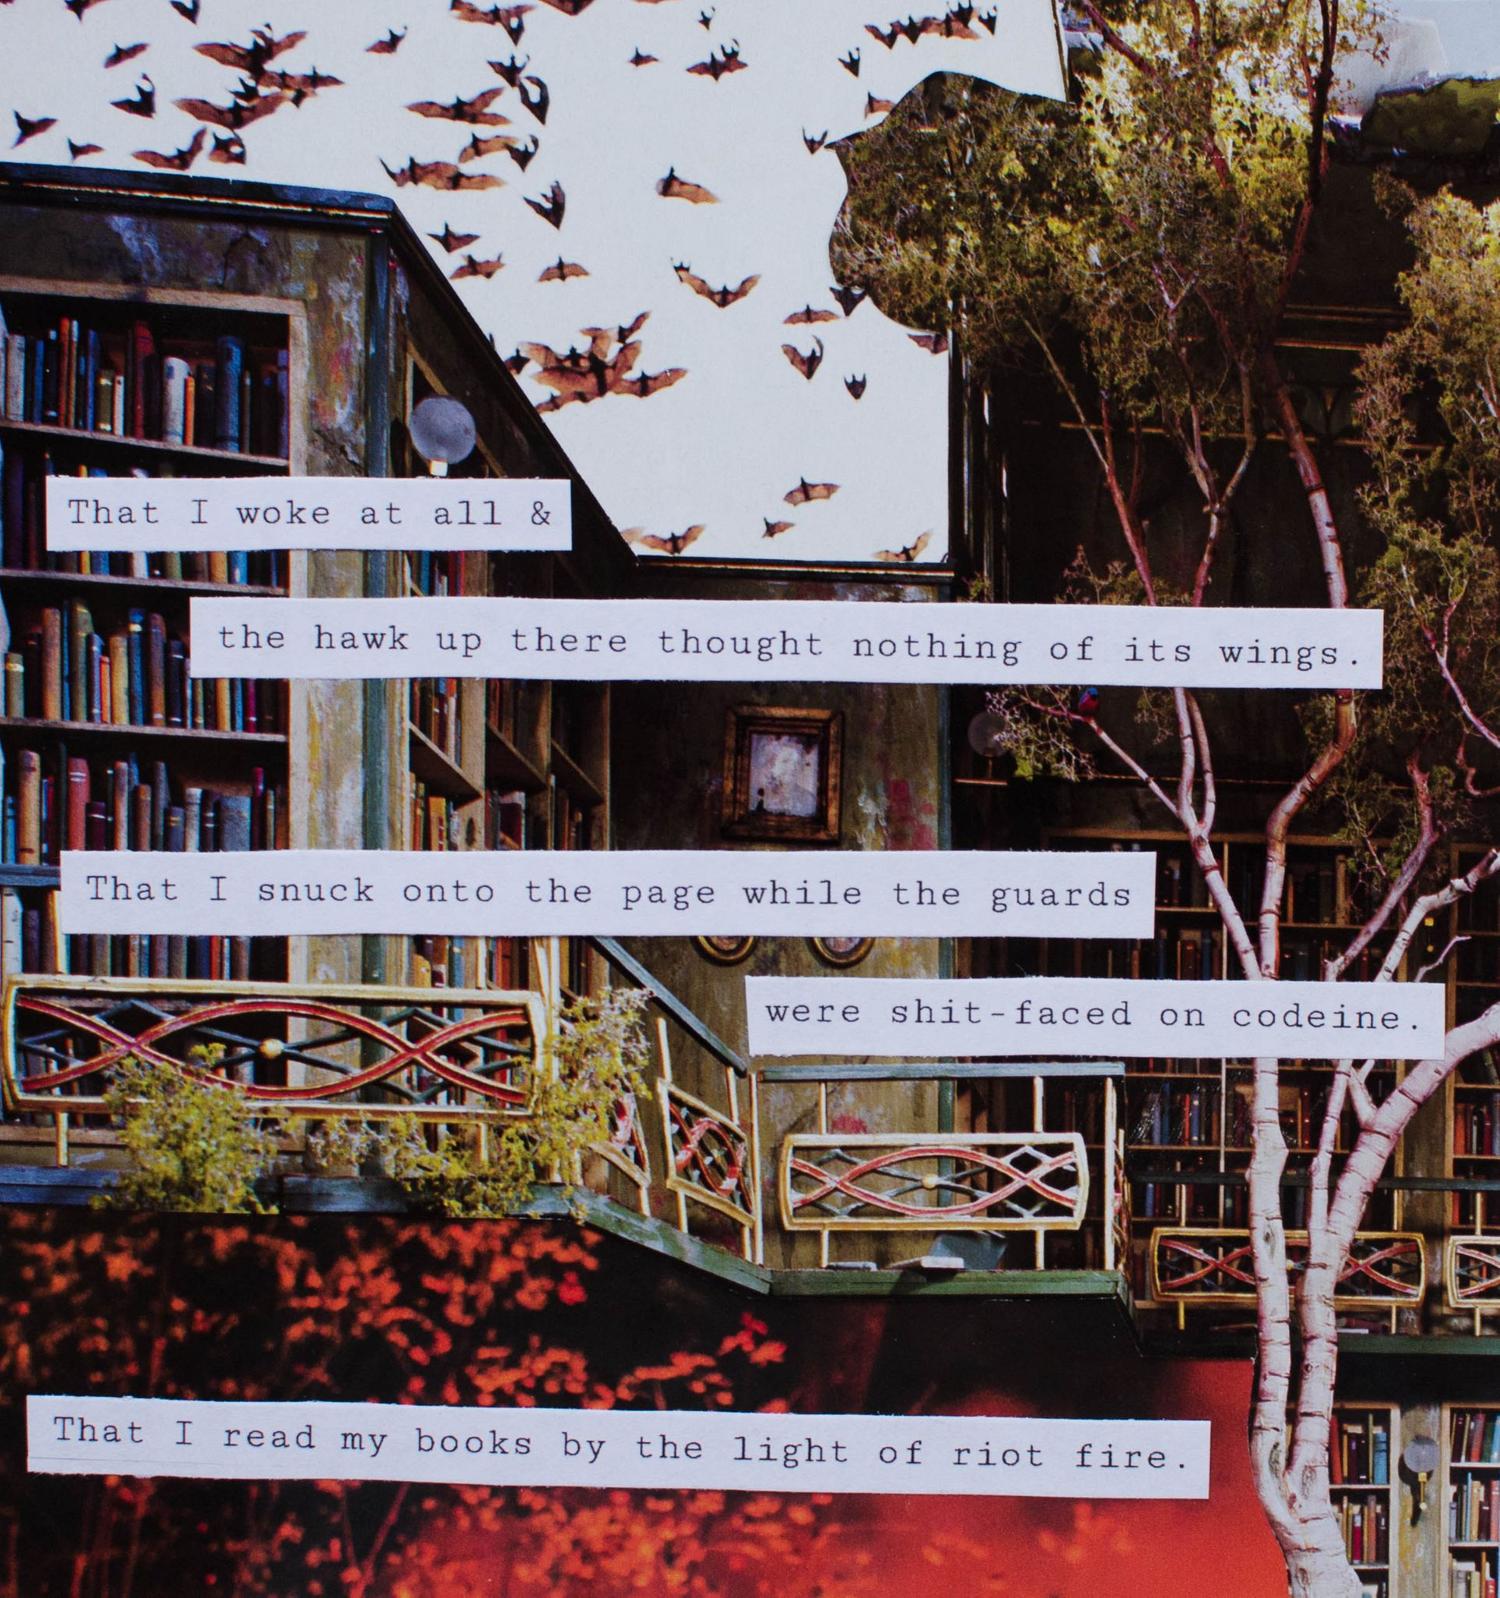 That I woke at all &
the hawk up there thought nothing of its wings.
That I snuck onto the page while the guards
were shit-faced on codeine.
That I read my books by the light of riot fire.